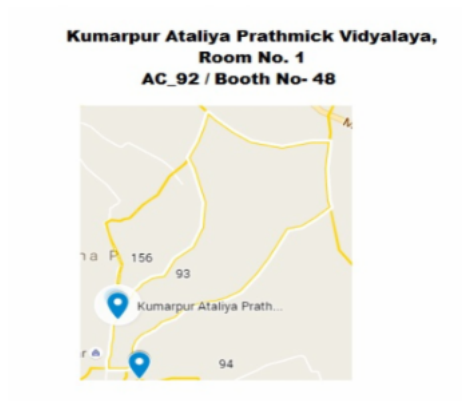 Kumarpur Ataliya Prathmick Vidyalaya,
Room No. 1
AC_92 / Booth No- 48
156
93
Kumarpur Ataliya Prath...
94